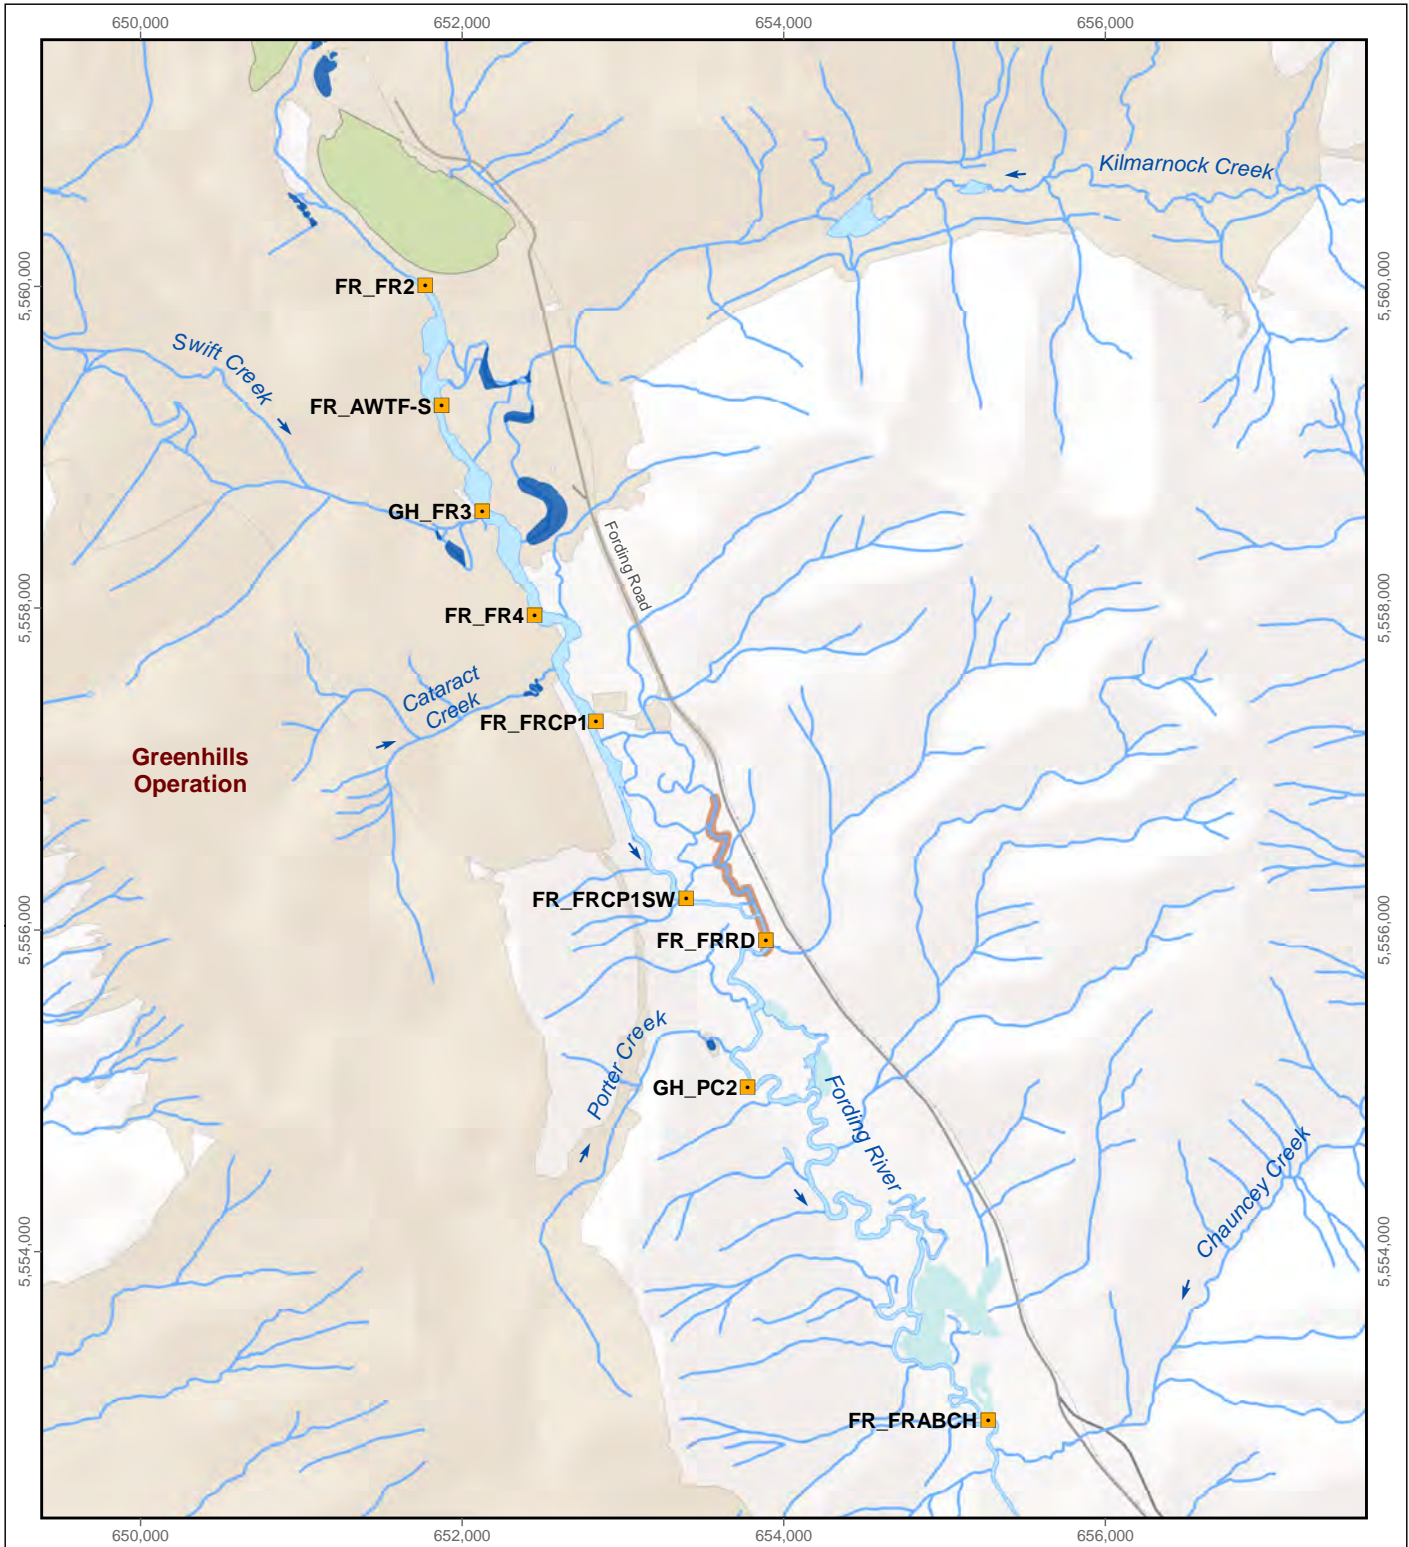 650,000
652,000
654,000
656,000
Kilmarnock Creek
5,560,000
5,560,000
FR_FR2
Swift Creek
FR_AWTF-S
GH_FR3
Fording Road
5,558,000
5,558,000
FR_FR4
Cataract
Creek
FR_FRCP1
Greenhills
Operation
FR_FRCP1SW
5,556,000
5,556,000
FR_FRRD
Porter Creek
GH_PC2
Fording River
Chauncey Creek
5,554,000
5,554,000
FR_FRABCH
650,000
652,000
654,000
656,000